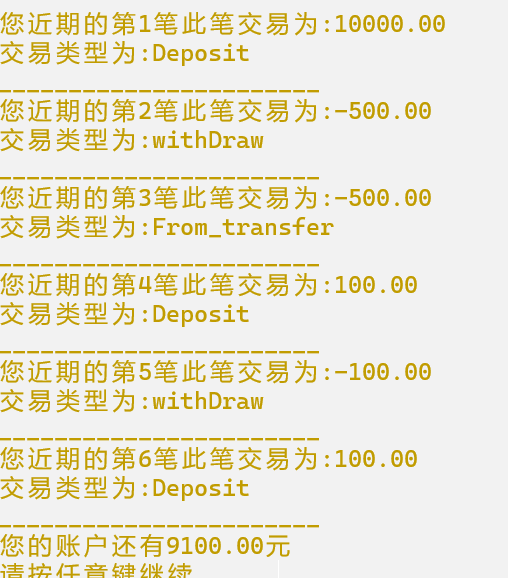 您近期的第1笔此笔交易为:10000.00
交易类型为:Deposit
_______________________
您近期的第2笔此笔交易为:-500.00
交易类型为:withDraw
_______________________
您近期的第3笔此笔交易为:-500.00
交易类型为:From_transfer
_______________________
您近期的第4笔此笔交易为:100.00
交易类型为:Deposit
_______________________
您近期的第5笔此笔交易为:-100.00
交易类型为:withDraw
_______________________
您近期的第6笔此笔交易为:100.00
交易类型为:Deposit
_______________________
您的账户还有9100.00元
请按任意键继续